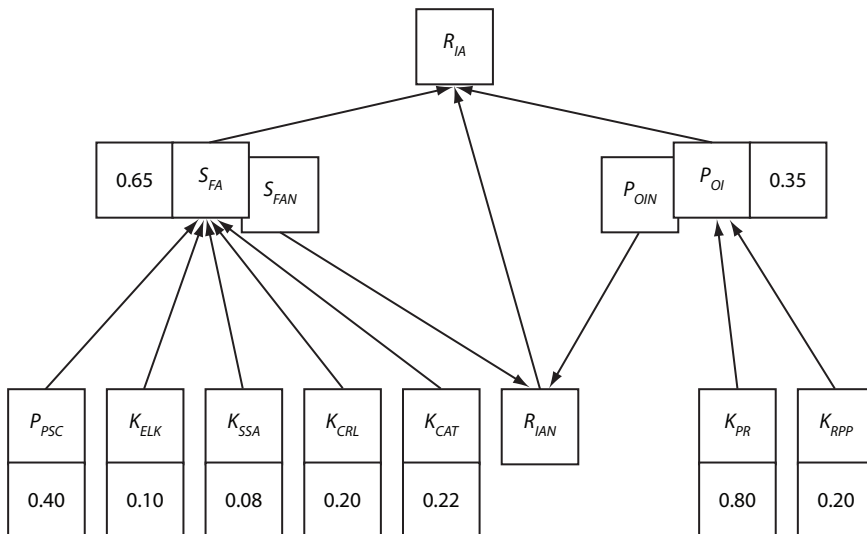 R_IA
0.65 S_FA S_FAN P_OIN P_OI 0.35
P_PSC K_ELK K_SSA K_CRL K_CAT R_IAN K_PR K_RPP
0.40 0.10 0.08 0.20 0.22 0.80 0.20